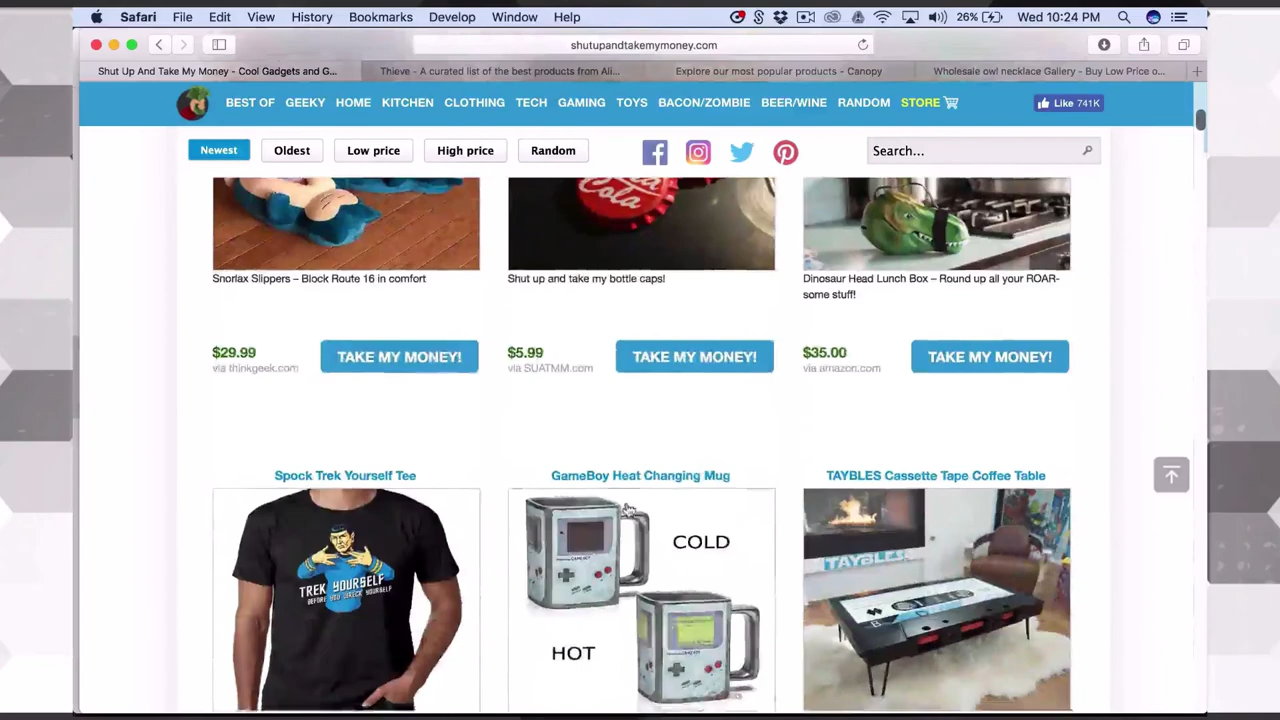 Safari File Edit View History Bookmarks Develop Window Help 26% Wed 10:24 PM
shutupandtakemymoney.com
Shut Up And Take My Money - Cool Gadgets and G... Thieve - A curated list of the best products from Ali... Explore our most popular products – Canopy Wholesale owl necklace Gallery - Buy Low Price o...
BEST OF GEEKY HOME KITCHEN CLOTHING TECH GAMING TOYS BACON/ZOMBIE BEER/WINE RANDOM STORE Like 741K
Newest Oldest Low price High price Random Search...
Coca Cola
Snorlax Slippers – Block Route 16 in comfort Shut up and take my bottle caps! Dinosaur Head Lunch Box – Round up all your ROAR-
some stuff!
$29.99 TAKE MY MONEY! $5.99 TAKE MY MONEY! $35.00 TAKE MY MONEY!
via thinkgeek.com via SUATMM.com via amazon.com
Spock Trek Yourself Tee GameBoy Heat Changing Mug TAYBLES Cassette Tape Coffee Table
COLD
TAYBLES
TREK YOURSELF
BEFORE YOU WRECK YOURSELF
HOT